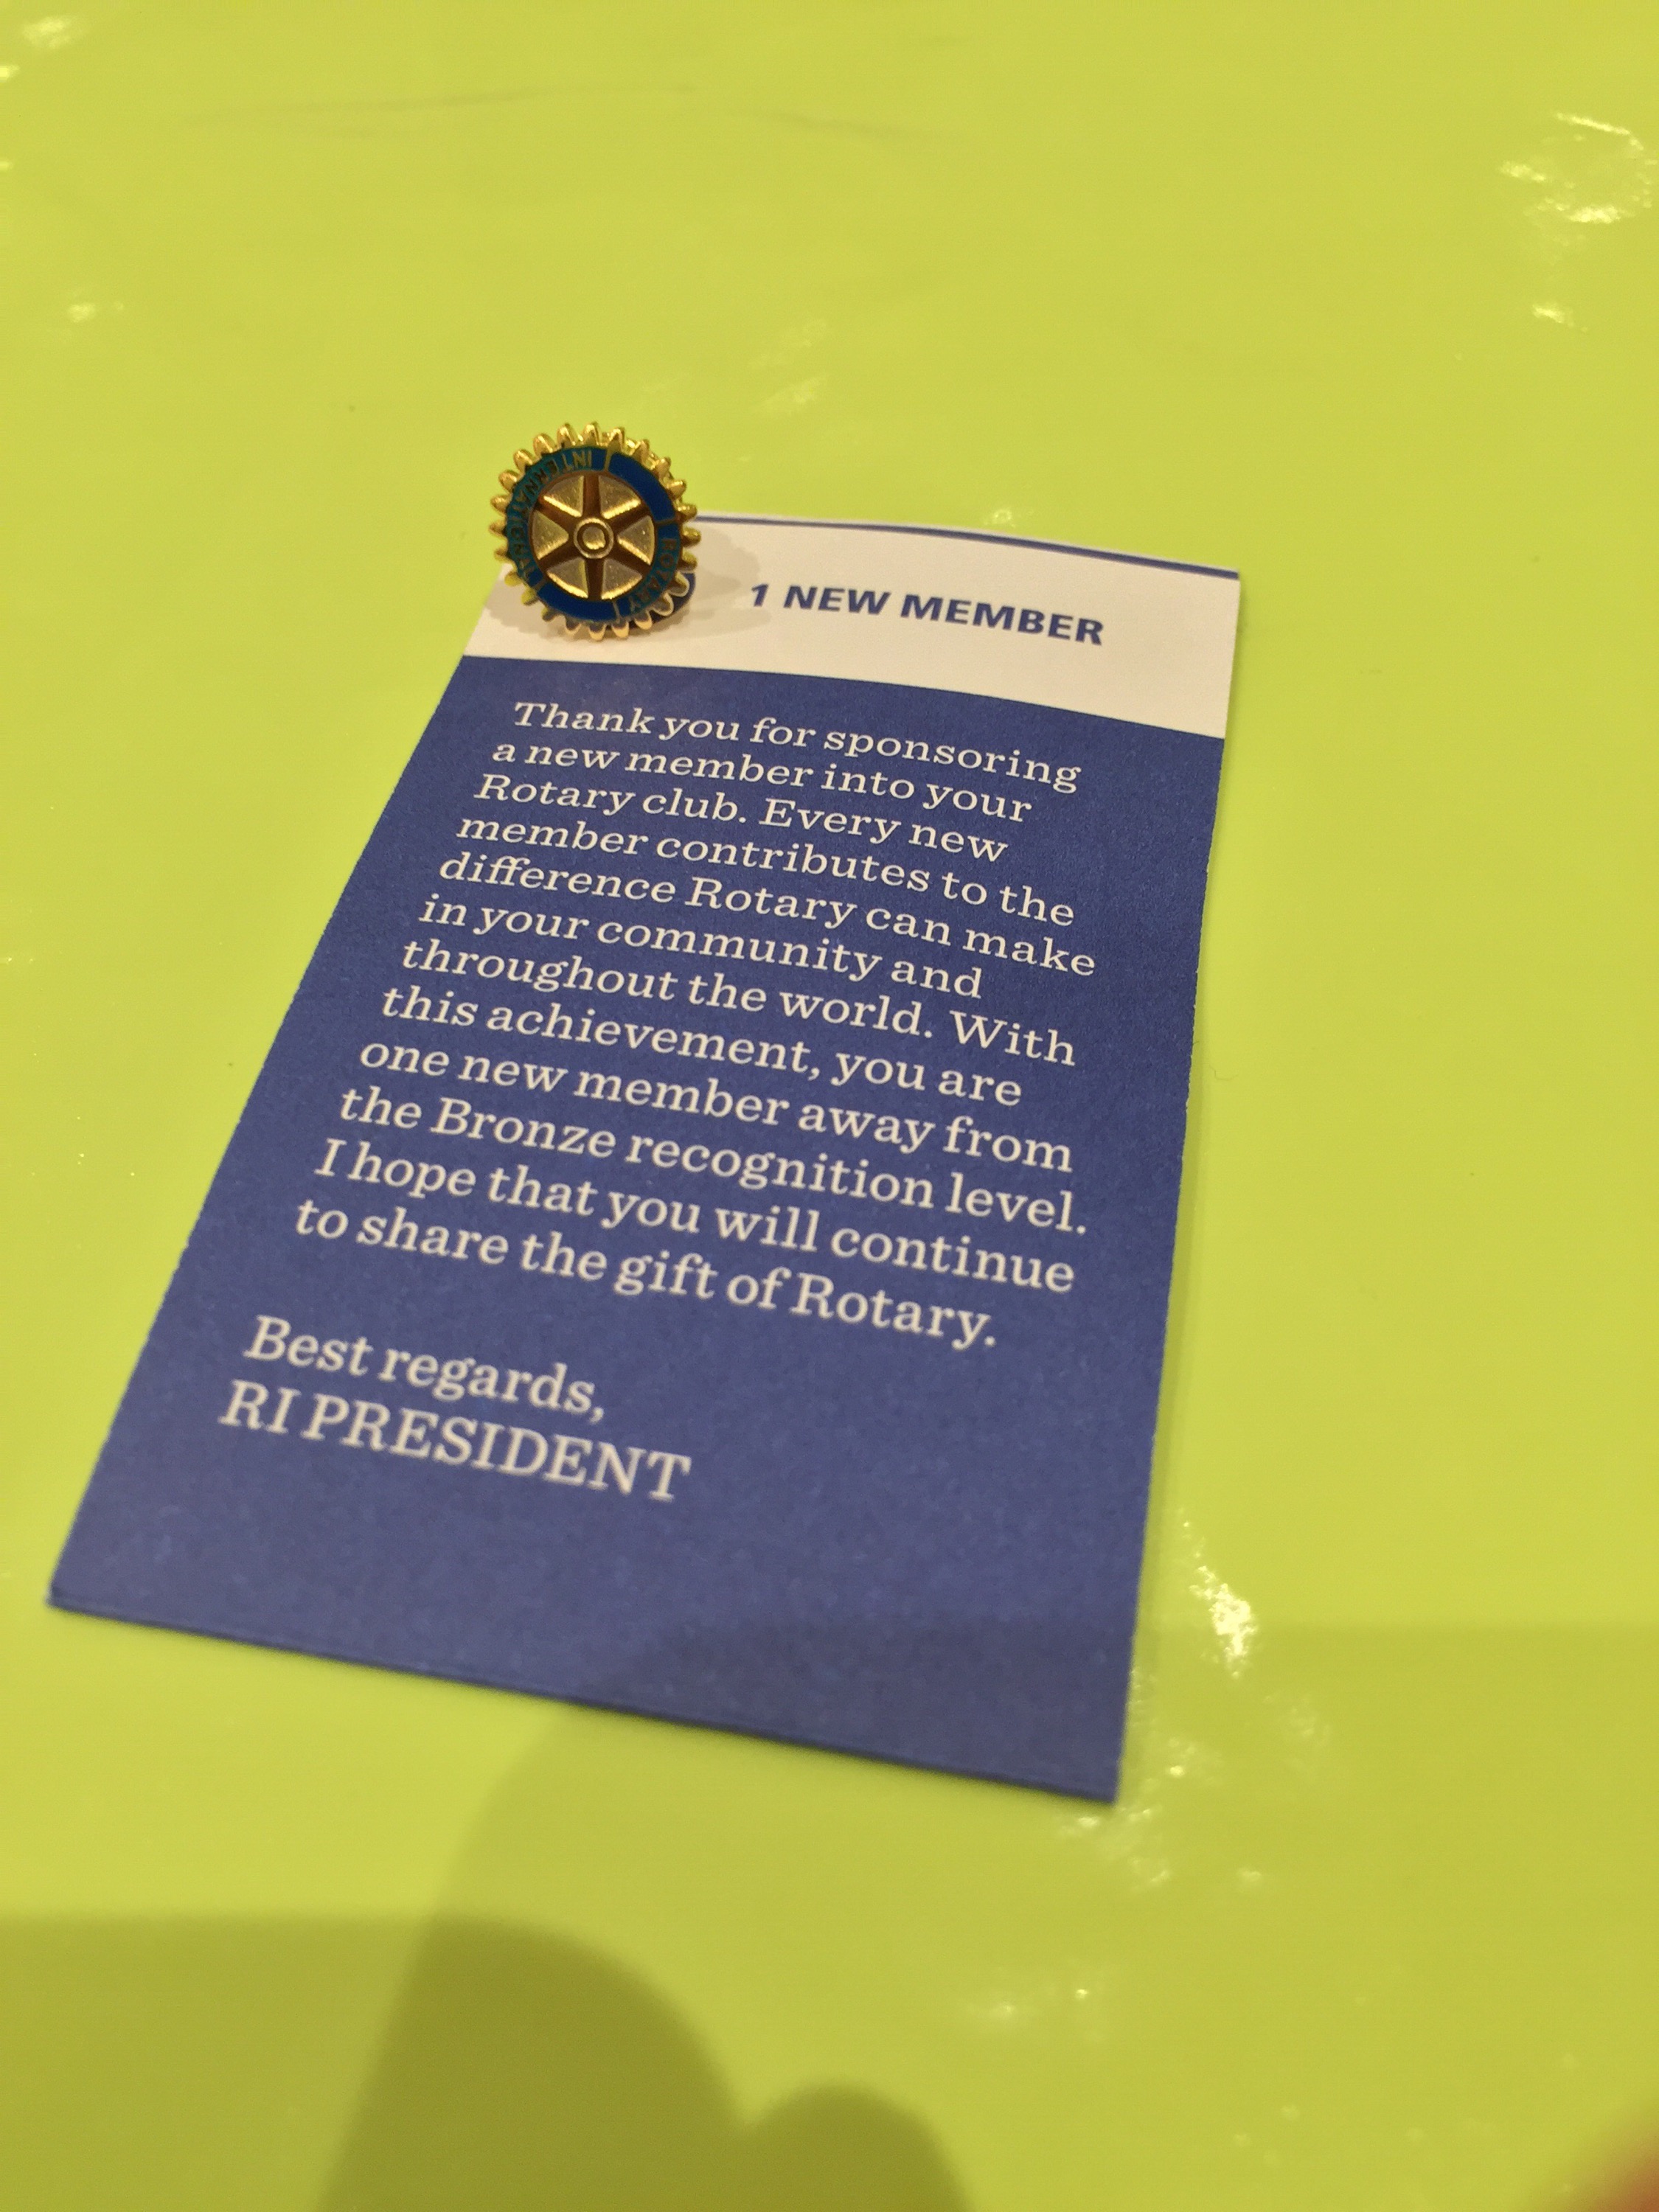 INTERNATIONAL
ROTARY
1 NEW MEMBER
Thank you for sponsoring
a new member into your
Rotary club. Every new
member contributes to the
difference Rotary can make
in your community and
throughout the world. With
this achievement, you are
one new member away from
the Bronze recognition level.
I hope that you will continue
to share the gift of Rotary.
Best regards,
RI PRESIDENT